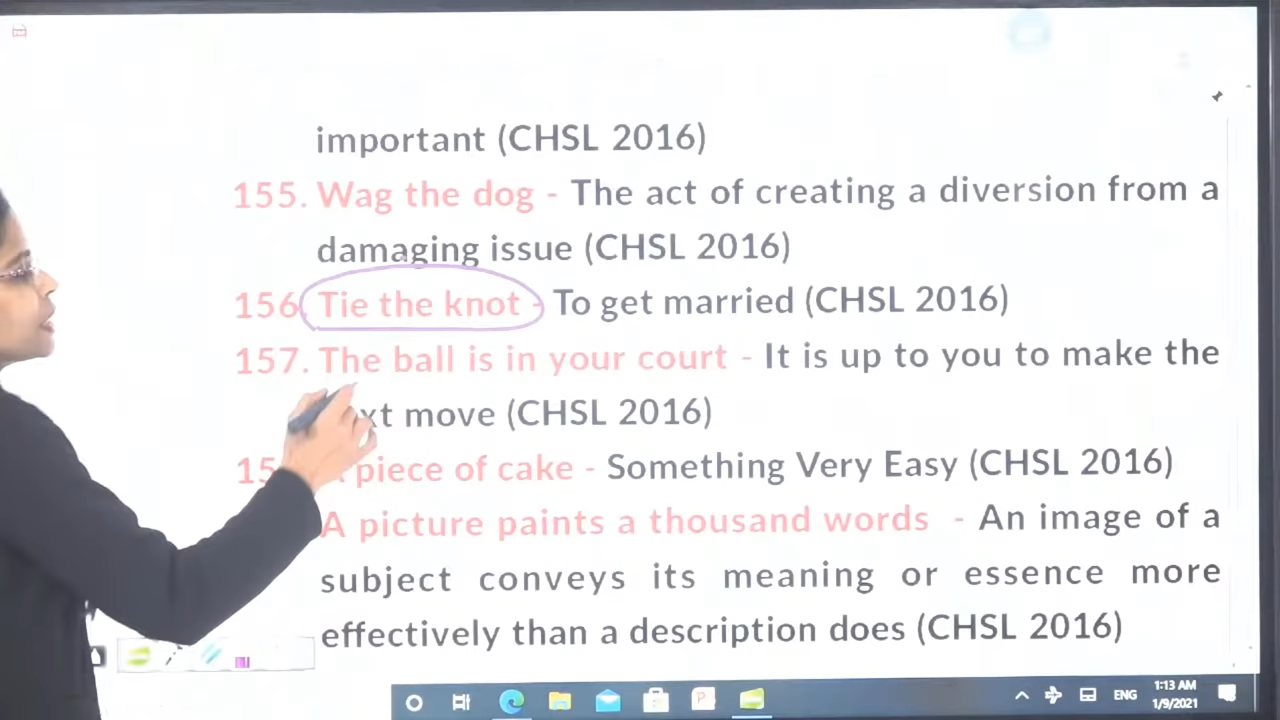 important (CHSL 2016)
155. Wag the dog - The act of creating a diversion from a
damaging issue (CHSL 2016)
156. Tie the knot - To get married (CHSL 2016)
157. The ball is in your court - It is up to you to make the
move (CHSL 2016)
piece of cake - Something Very Easy (CHSL 2016)
A picture paints a thousand words - An image of a
subject conveys its meaning or essence more
effectively than a description does (CHSL 2016)
ENG
1:13 AM
1/9/2021